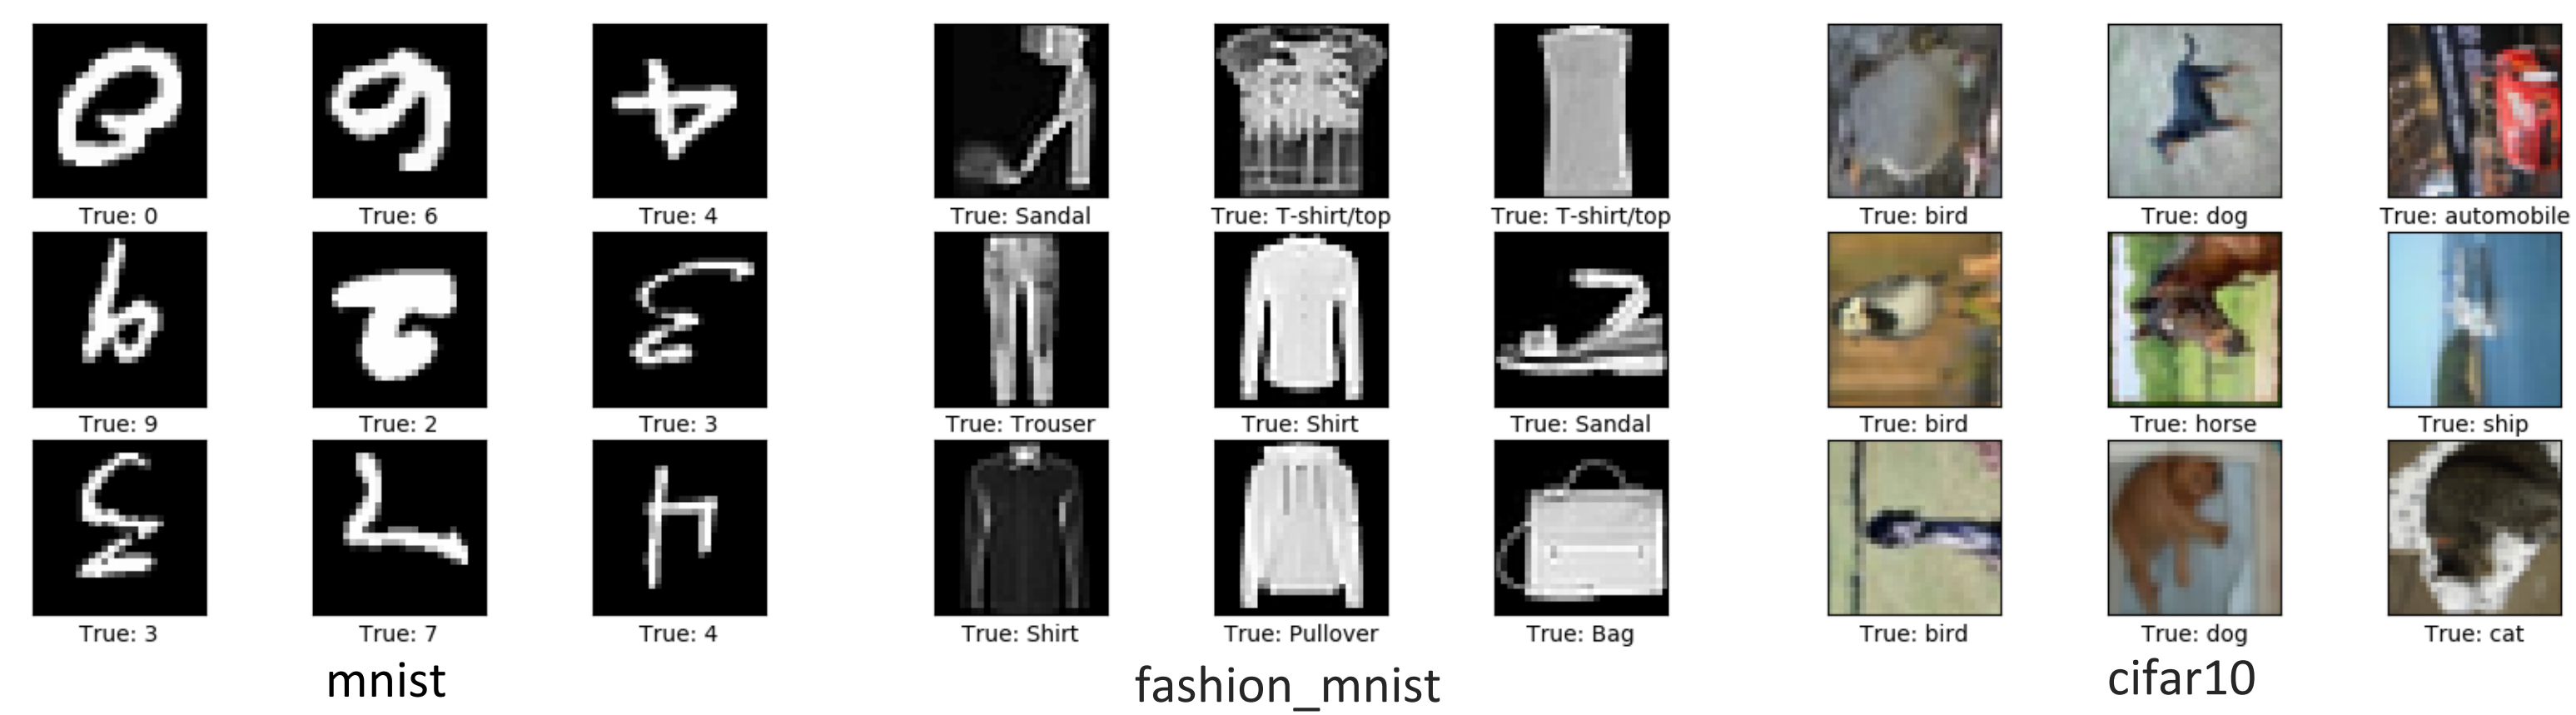 True: 0 True: 6 True: 4 True: Sandal True: T-shirt/top True: T-shirt/top True: bird True: dog True: automobile
True: 9 True: 2 True: 3 True: Trouser True: Shirt True: Sandal True: bird True: horse True: ship
True: 3 True: 7 True: 4 True: Shirt True: Pullover True: Bag True: bird True: dog True: cat
mnist fashion_mnist cifar10